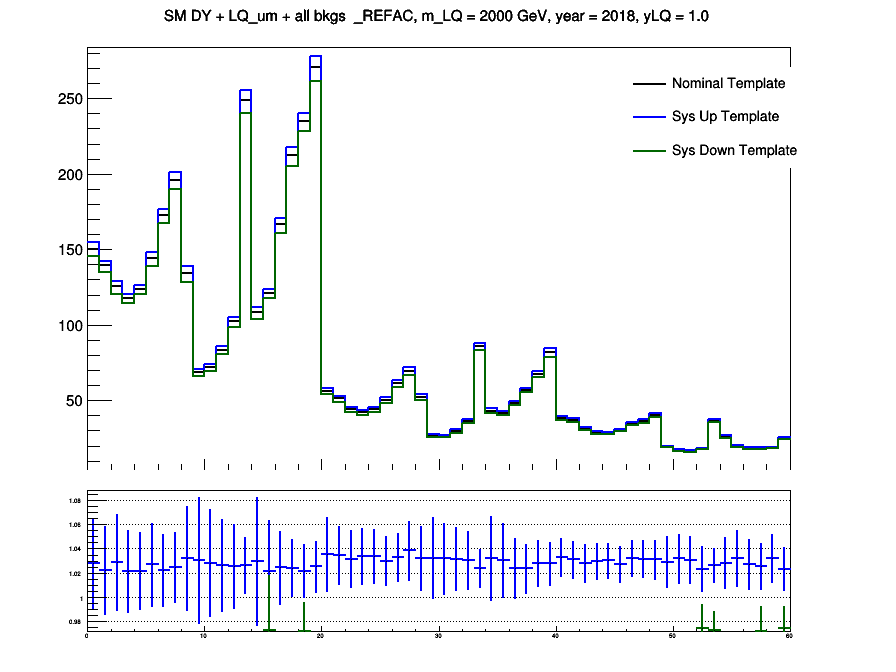 SM DY + LQ_um + all bkgs _REFAC, m_LQ = 2000 GeV, year = 2018, yLQ = 1.0
Nominal Template
Sys Up Template
Sys Down Template
250
200
150
100
50
1.08
1.06
1.04
1.02
1
0.98
0 10 20 30 40 50 60